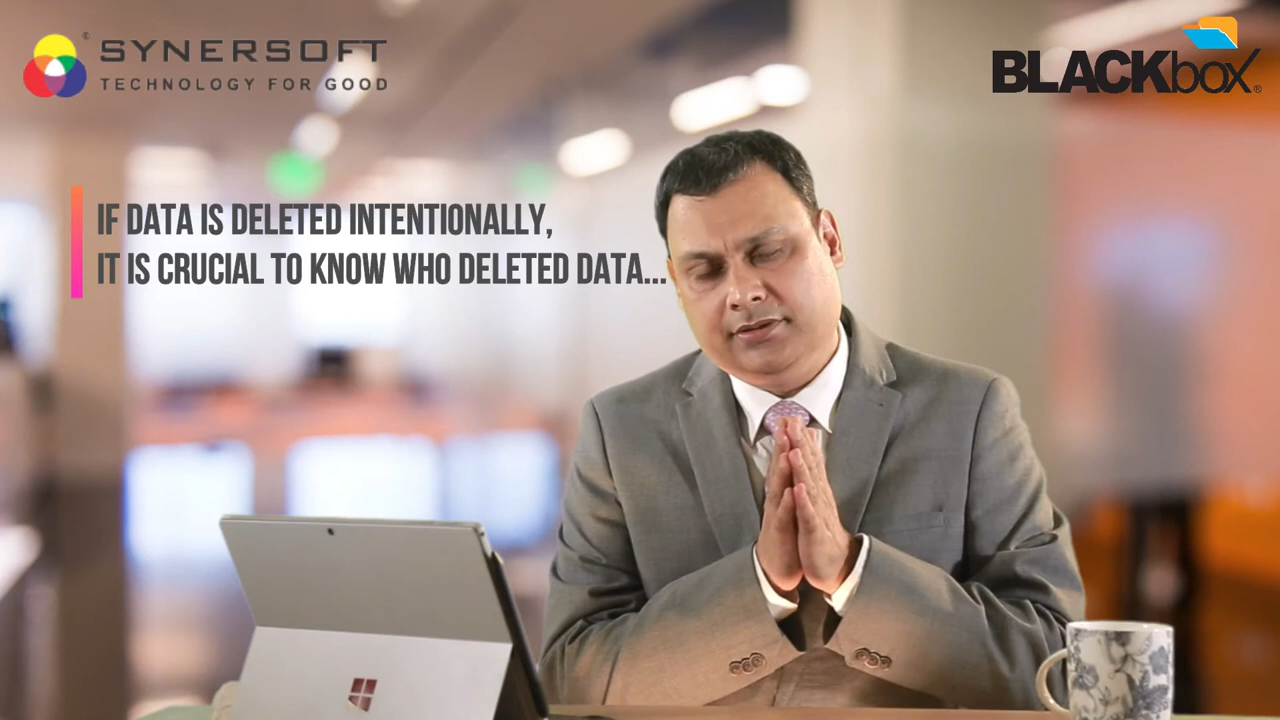 SYNERSOFT
TECHNOLOGY FOR GOOD
BLACKbox
IF DATA IS DELETED INTENTIONALLY,
IT IS CRUCIAL TO KNOW WHO DELETED DATA...